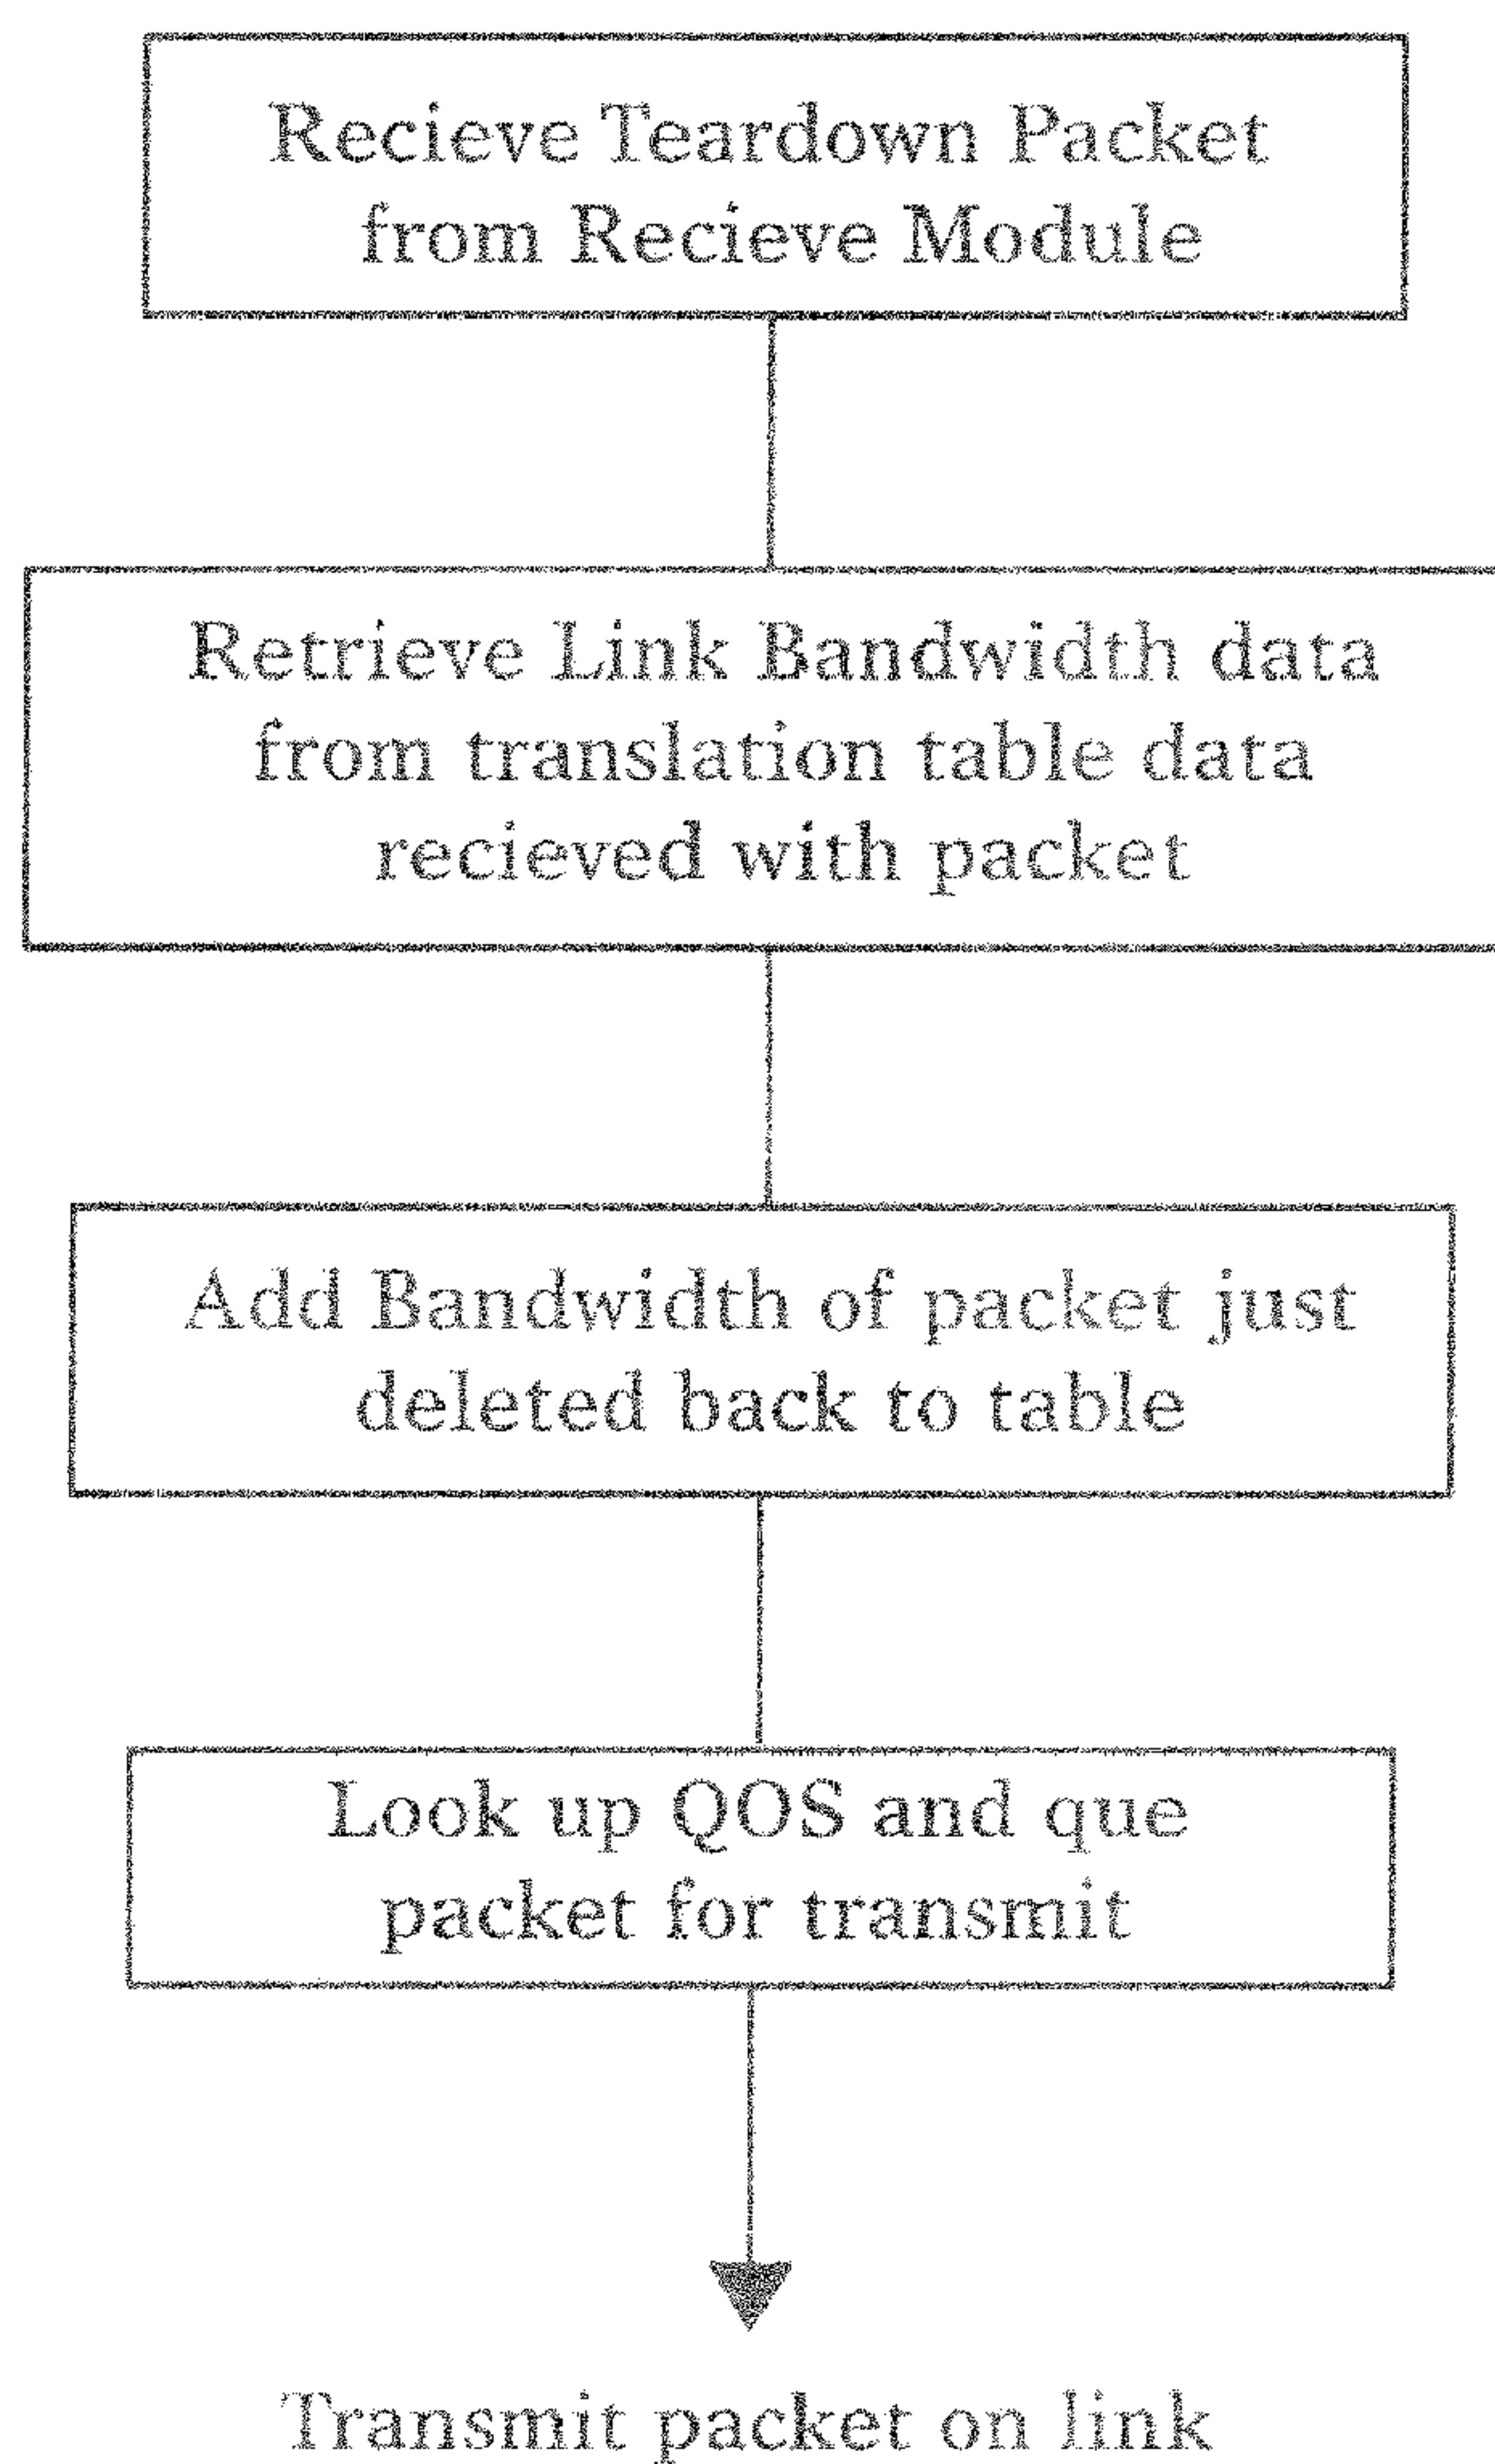 Recieve Teardown Packet
from Recieve Module
Retrieve Link Bandwidth data
from translation table data
recieved with packet
Add Bandwidth of packet just
deleted back to table
Look up QOS and que
packet for transmit
Transmit packet on link